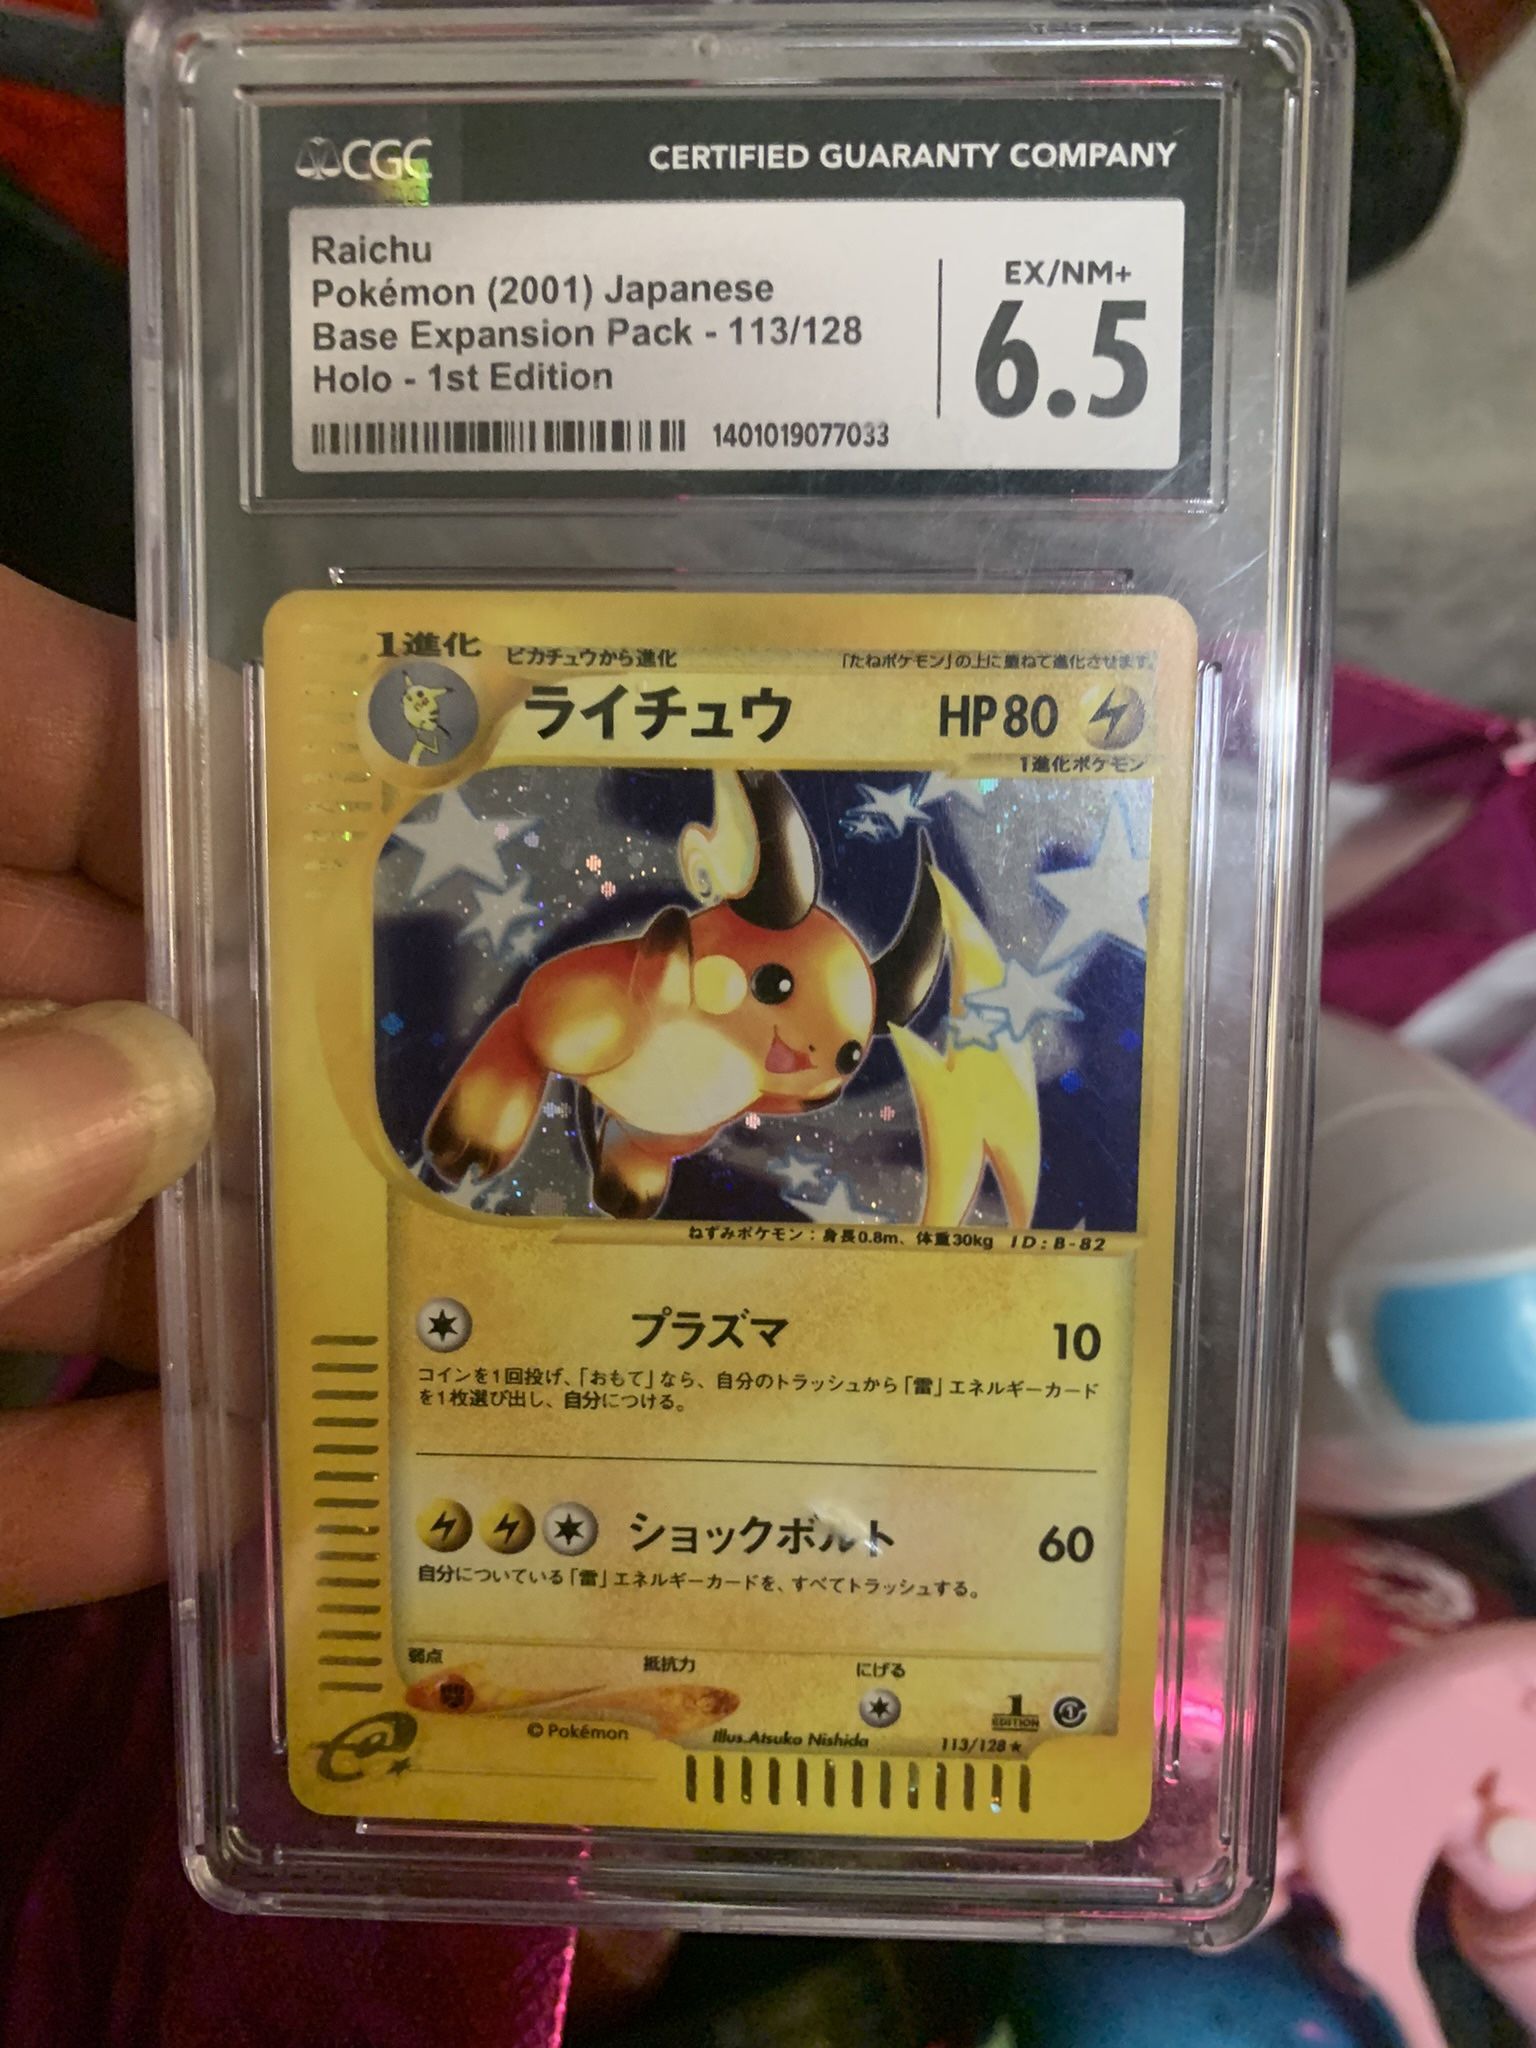 CGC
CERTIFIED GUARANTY COMPANY
Raichu
Pokémon (2001) Japanese
Base Expansion Pack - 113/128
Holo - 1st Edition
EX/NM+
6.5
1401019077033
1進化
ピカチュウから進化
「たねポケモン」の上に重ねて進化させます。
ライチュウ
HP80
1進化ポケモン
ねずみポケモン：身長0.8m、体重30kg ID：B-82
プラズマ 10
コインを1回投げ、「おもて」なら、自分のトラッシュから「雷」エネルギーカード
を1枚選び出し、自分につける。
ショックボルト 60
自分についている「雷」エネルギーカードを、すべてトラッシュする。
弱点 抵抗力 にげる
1
EDITION
© Pokémon
Illus. Atsuko Nishida
113/128 ★
e